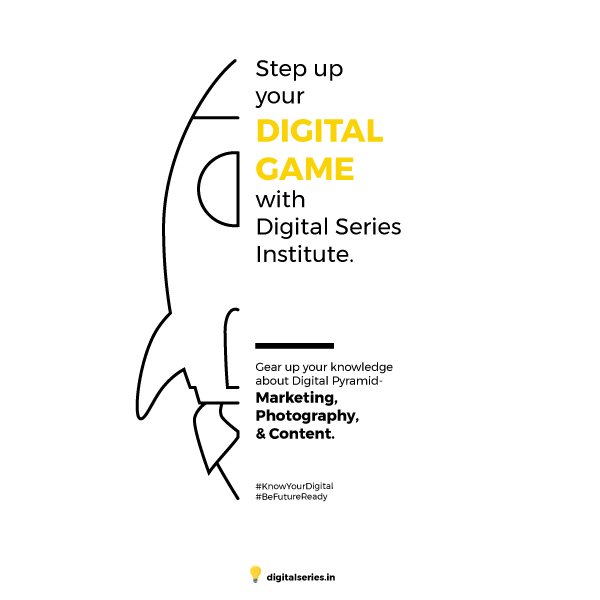 Step up
your
DIGITAL
GAME
with
Digital Series
Institute.
Gear up your knowledge
about Digital Pyramid-
Marketing,
Photography,
& Content.
#KnowYourDigital
#BeFutureReady
digitalseries.in